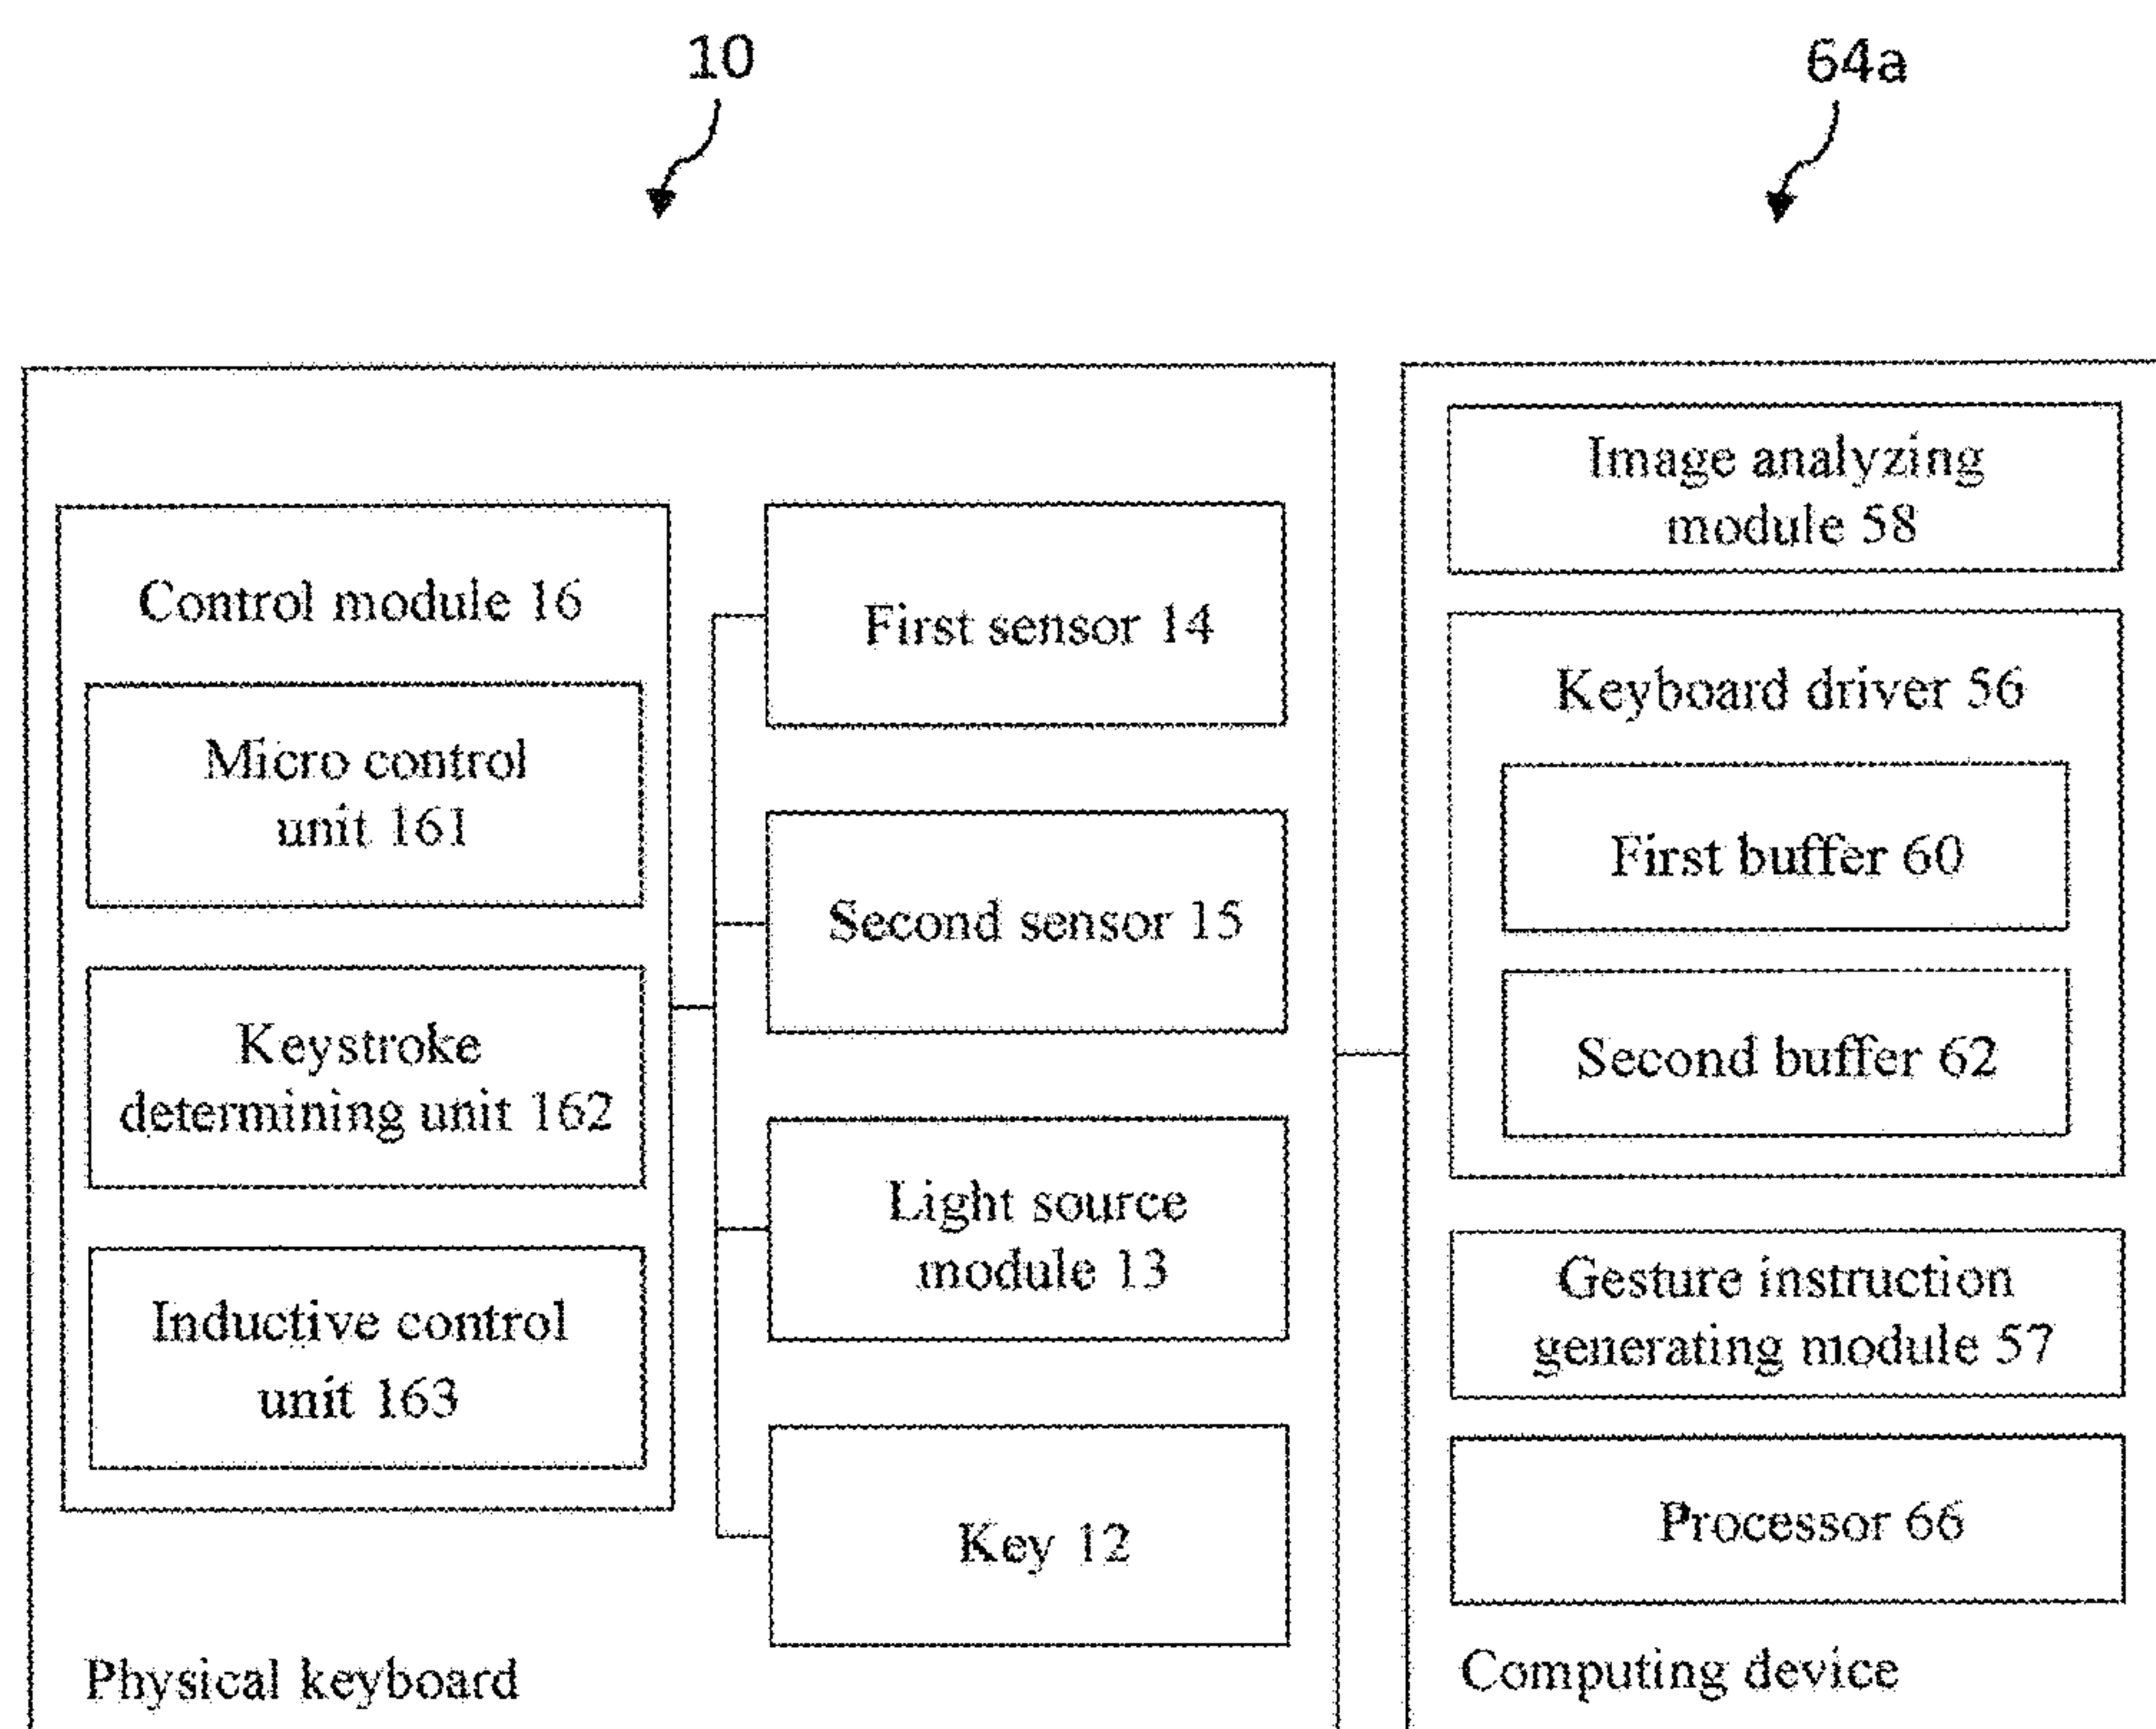 10
64a
Control module 16
Micro control
unit 161
Keystroke
determining unit 162
Inductive control
unit 163
First sensor 14
Second sensor 15
Light source
module 13
Key 12
Physical keyboard
Image analyzing
module 58
Keyboard driver 56
First buffer 60
Second buffer 62
Gesture instruction
generating module 57
Processor 66
Computing device